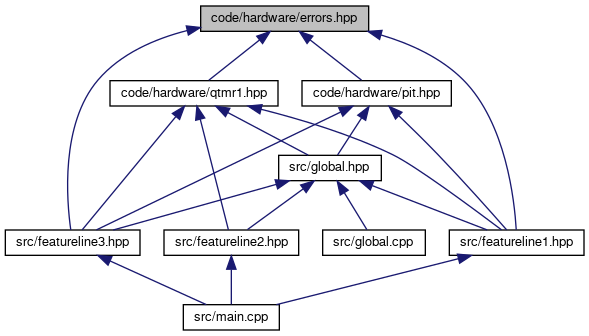 code/hardware/errors.hpp
code/hardware/qtmr1.hpp
code/hardware/pit.hpp
src/global.hpp
src/featureline3.hpp
src/featureline2.hpp
src/global.cpp
src/featureline1.hpp
src/main.cpp